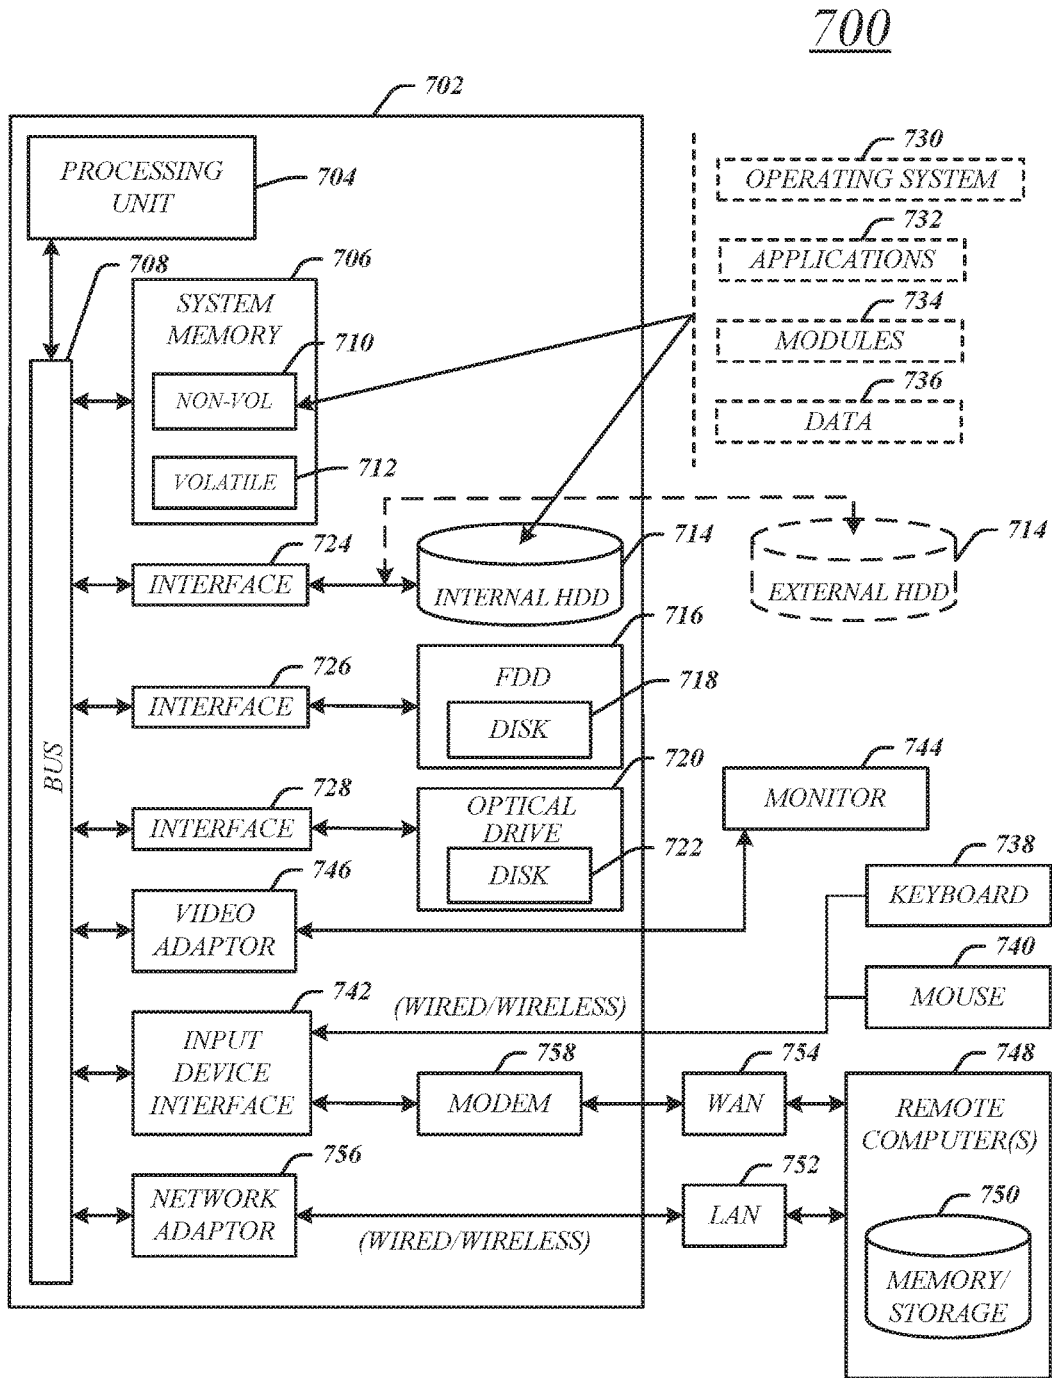 700
702
PROCESSING
UNIT
704
730
OPERATING SYSTEM
732
APPLICATIONS
734
MODULES
736
DATA
708
706
SYSTEM
MEMORY
710
NON-VOL
712
VOLATILE
724
INTERFACE
714
INTERNAL HDD
714
EXTERNAL HDD
716
FDD
726
INTERFACE
718
DISK
BUS
720
OPTICAL
DRIVE
728
INTERFACE
722
DISK
744
MONITOR
746
VIDEO
ADAPTOR
738
KEYBOARD
740
MOUSE
742
INPUT
DEVICE
INTERFACE
(WIRED/WIRELESS)
758
MODEM
754
WAN
748
REMOTE
COMPUTER(S)
756
NETWORK
ADAPTOR
(WIRED/WIRELESS)
752
LAN
750
MEMORY/
STORAGE